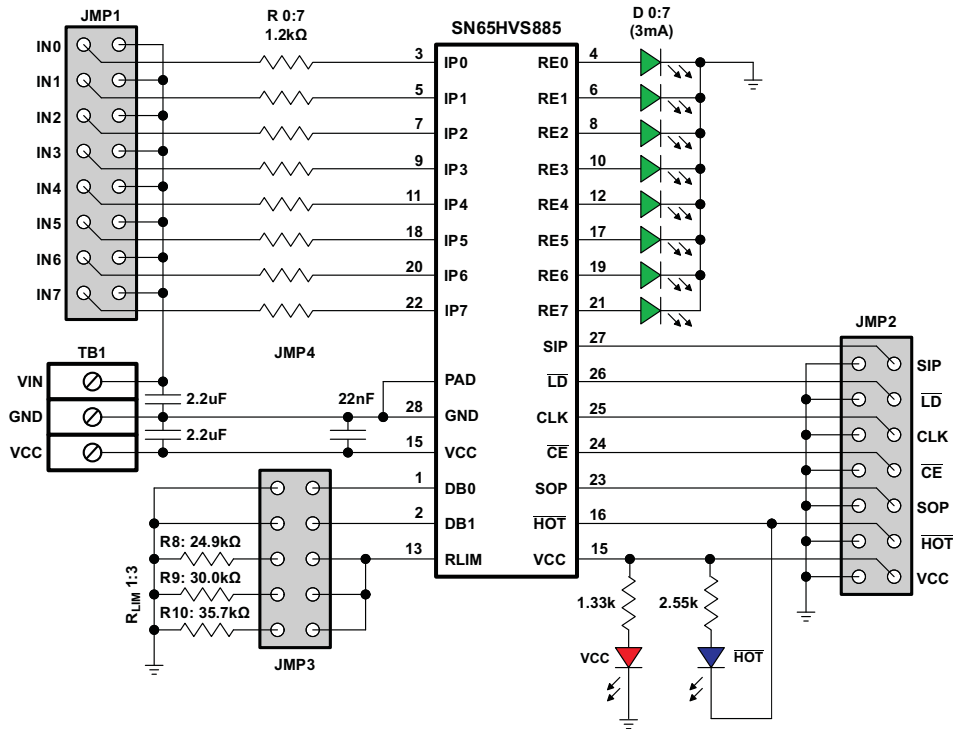 JMP1
R 0:7
1.2kΩ
SN65HVS885
D 0:7
(3mA)
IN0
IN1
IN2
IN3
IN4
IN5
IN6
IN7
3
5
7
9
11
18
20
22
IP0
IP1
IP2
IP3
IP4
IP5
IP6
IP7
RE0
RE1
RE2
RE3
RE4
RE5
RE6
RE7
4
6
8
10
12
17
19
21
TB1
VIN
GND
VCC
2.2uF
2.2uF
JMP4
22nF
28
15
1
2
13
PAD
GND
VCC
DB0
DB1
RLIM
SIP
LD
CLK
CE
SOP
HOT
VCC
27
26
25
24
23
16
15
JMP2
SIP
LD
CLK
CE
SOP
HOT
VCC
RLIM 1:3
R8: 24.9kΩ
R9: 30.0kΩ
R10: 35.7kΩ
JMP3
1.33k
2.55k
VCC
HOT